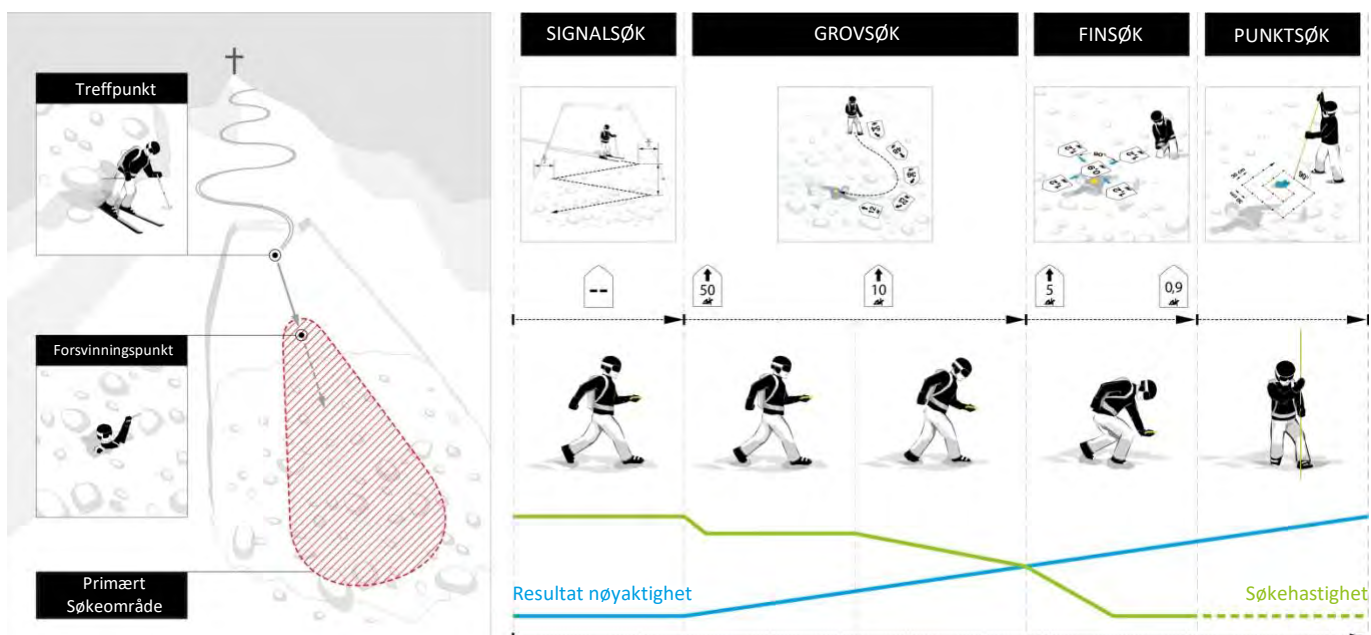 Treffpunkt
Forsvinningspunkt
Primært
Søkeområde
SIGNALSØK
GROVSØK
FINSØK
PUNKTSØK
--
50
10
5
0,9
Resultat nøyaktighet
Søkehastighet